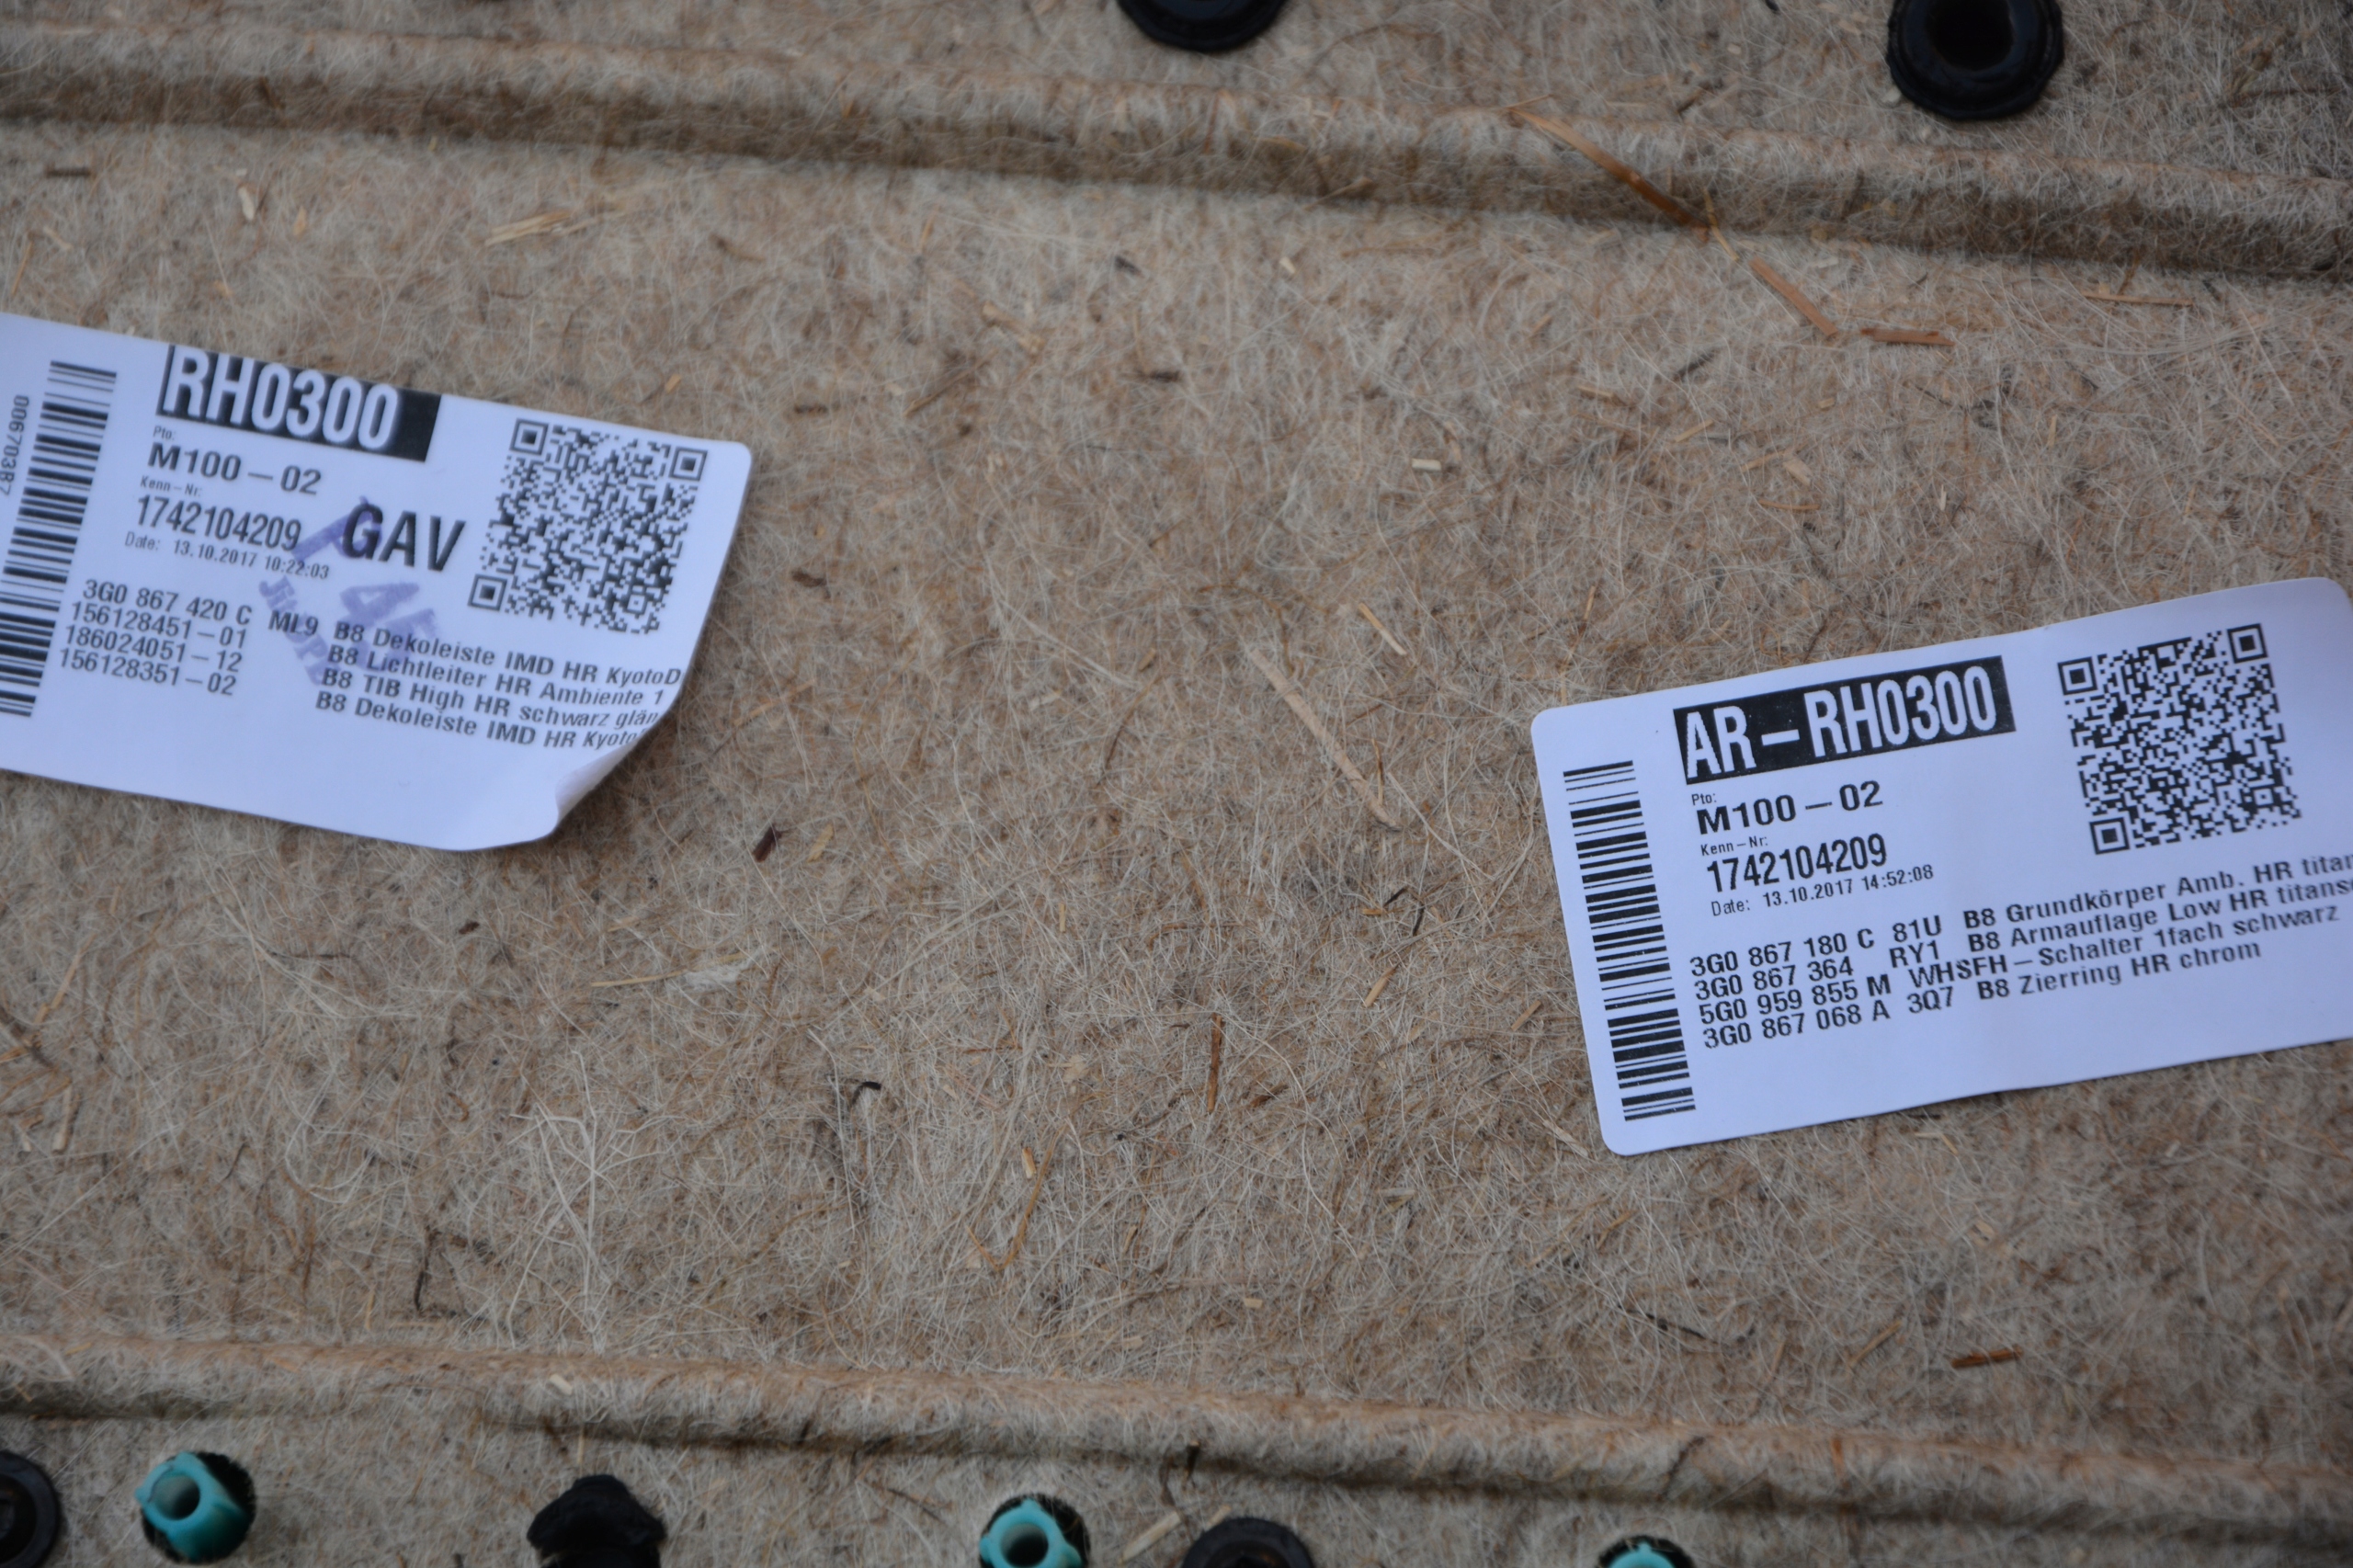 00670387
RH0300
Pto:
M100-02
Kenn-Nr:
1742104209 GAV
Date: 13.10.2017 10:22:03
3G0 867 420 C ML9 B8 Dekoleiste IMD HR KyotoD
156128451-01 B8 Lichtleiter HR Ambiente 1
186024051-12 B8 TIB High HR schwarz glän
156128351-02 B8 Dekoleiste IMD HR Kyoto
AR-RH0300
Pto:
M100-02
Kenn-Nr:
1742104209
Date: 13.10.2017 14:52:08
3G0 867 180 C 81U B8 Grundkörper Amb. HR titan
3G0 867 364 RY1 B8 Armauflage Low HR titans
5G0 959 855 M WHSFH-Schalter 1fach schwarz
3G0 867 068 A 3Q7 B8 Zierring HR chrom